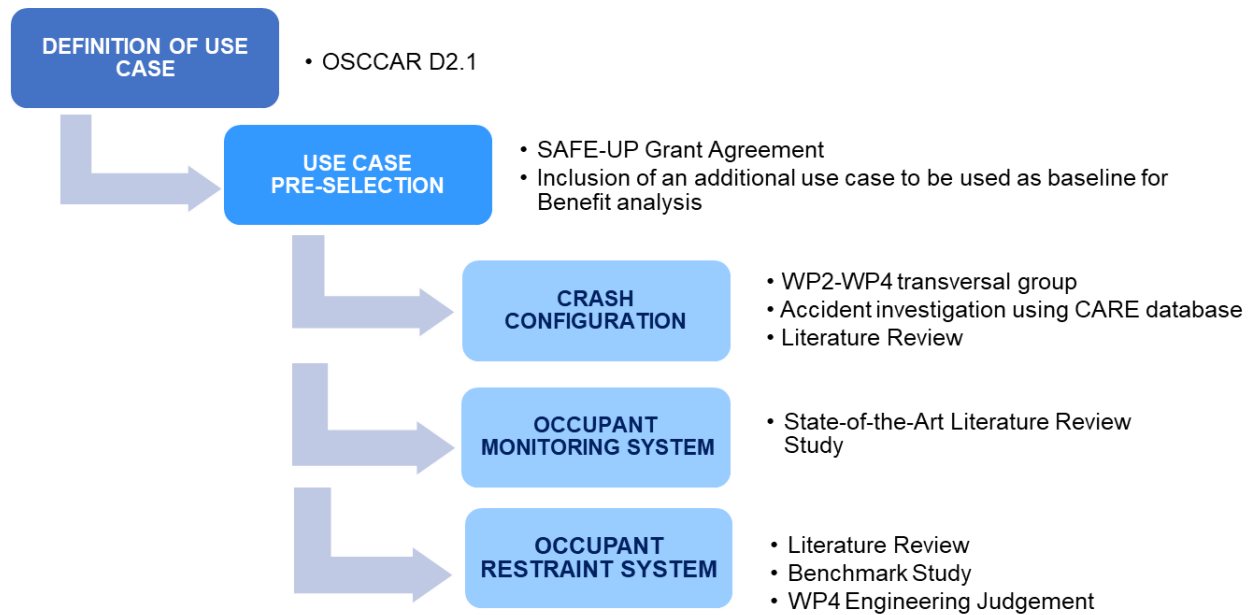 DEFINITION OF USE
CASE
• OSCCAR D2.1
USE CASE
PRE-SELECTION
• SAFE-UP Grant Agreement
• Inclusion of an additional use case to be used as baseline for
Benefit analysis
CRASH
CONFIGURATION
• WP2-WP4 transversal group
• Accident investigation using CARE database
• Literature Review
OCCUPANT
MONITORING SYSTEM
• State-of-the-Art Literature Review
Study
OCCUPANT
RESTRAINT SYSTEM
• Literature Review
• Benchmark Study
• WP4 Engineering Judgement